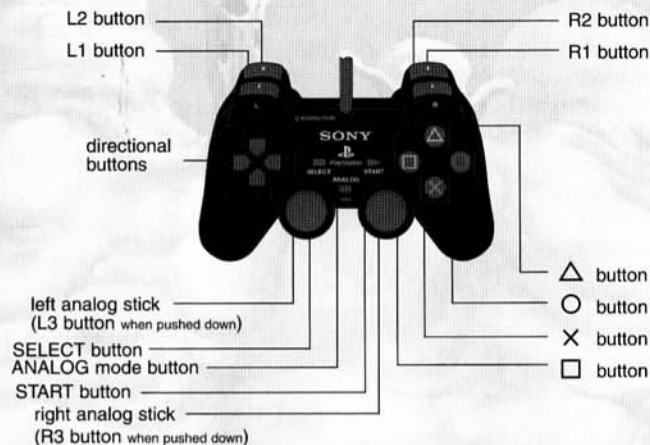 L2 button
L1 button
R2 button
R1 button
L
R
SONY
PlayStation
SELECT
START
ANALOG
directional
buttons
left analog stick
(L3 button when pushed down)
SELECT button
ANALOG mode button
START button
right analog stick
(R3 button when pushed down)
△ button
○ button
✕ button
□ button